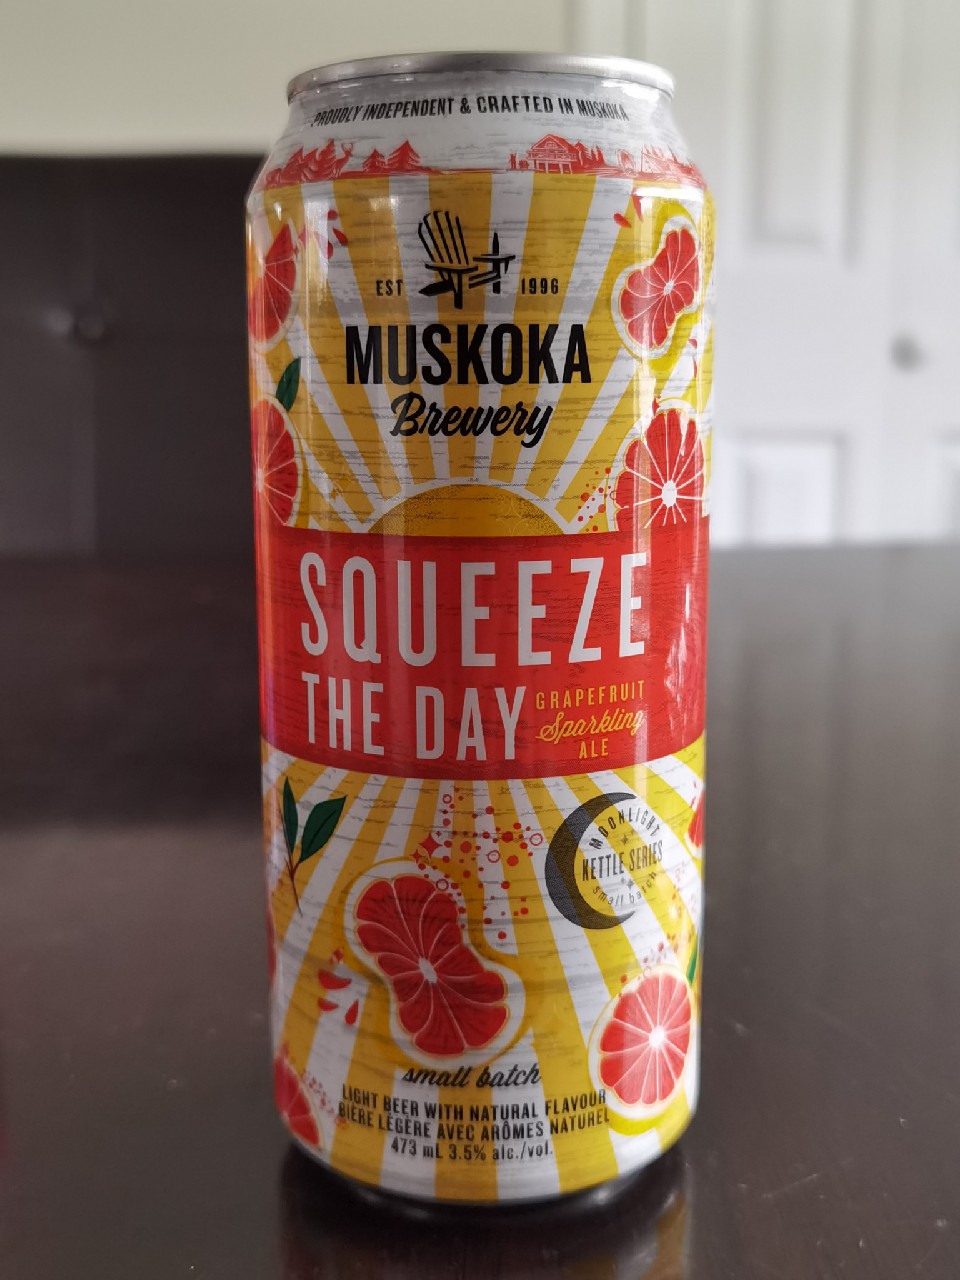 PROUDLY INDEPENDENT & CRAFTED IN MUSKOKA
EST 1996
MUSKOKA
Brewery
SQUEEZE
THE DAY
GRAPEFRUIT
Sparkling
ALE
MOONLIGHT
KETTLE SERIES
small batch
small batch
LIGHT BEER WITH NATURAL FLAVOUR
BIÈRE LÉGÈRE AVEC ARÔMES NATUREL
473 mL 3.5% alc./vol.